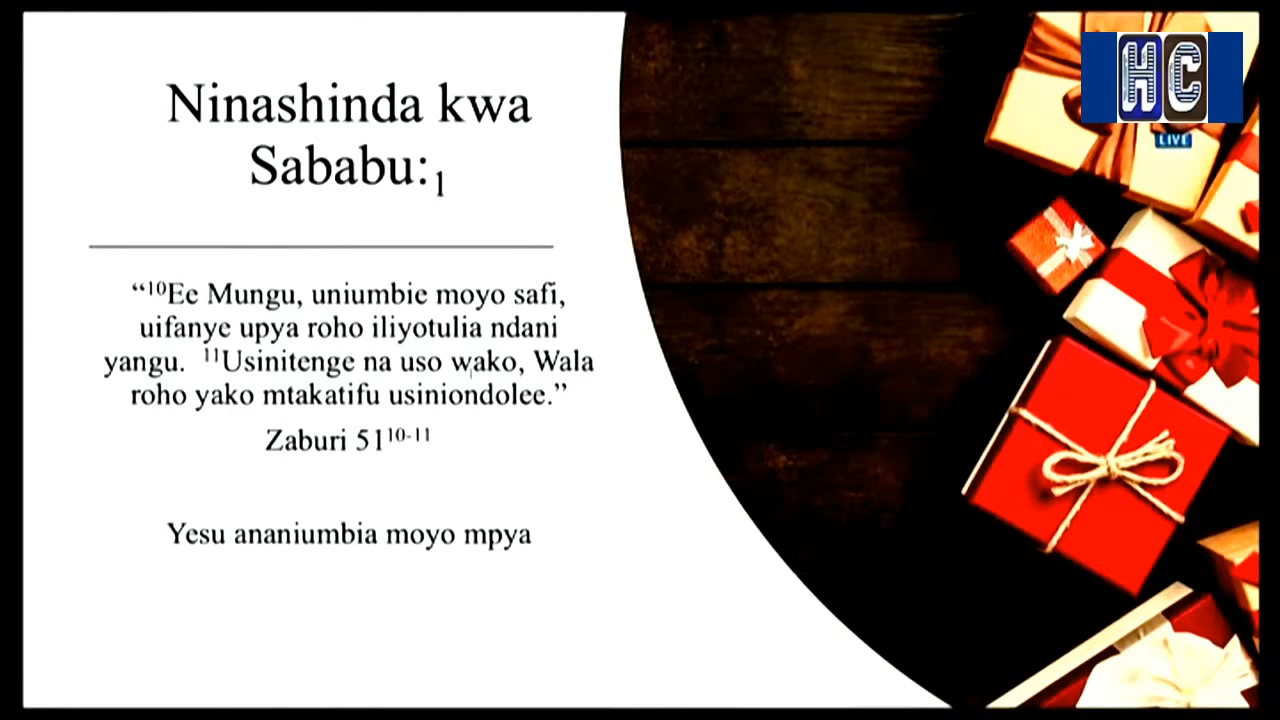 Ninashinda kwa
Sababu:1
“10Ee Mungu, uniumbie moyo safi,
uifanye upya roho iliyotulia ndani
yangu. 11Usinitenge na uso wako, Wala
roho yako mtakatifu usiniondolee.”
Zaburi 5110-11
Yesu ananiumbia moyo mpya
HC
LIVE